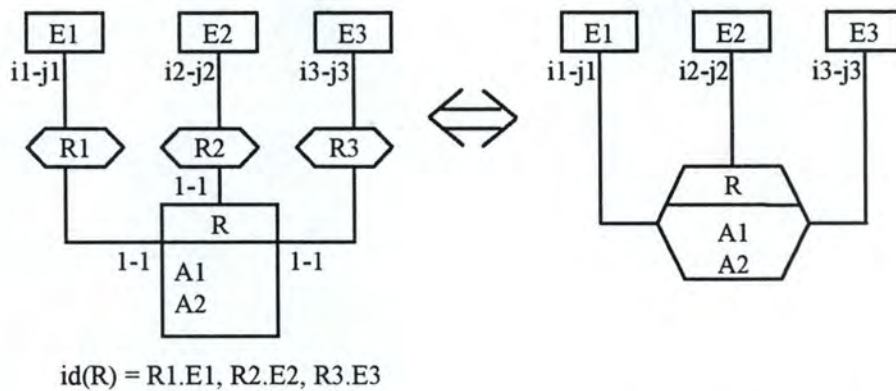 E1 E2 E3 E1 E2 E3
i1-j1 i2-j2 i3-j3 i1-j1 i2-j2 i3-j3
R1 R2 R3
1-1 R
R A1
1-1 A1 1-1 A2
A2
id(R) = R1.E1, R2.E2, R3.E3